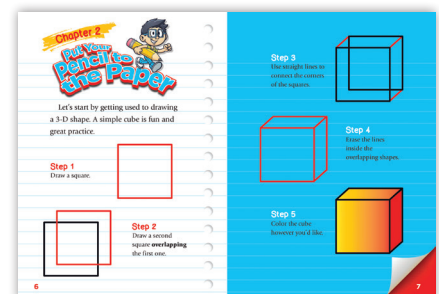 Chapter 2
Put Your
Pencil to
the Paper
Let's start by getting used to drawing
a 3-D shape. A simple cube is fun and
great practice.
Step 1
Draw a square.
Step 2
Draw a second
square overlapping
the first one.
6
Step 3
Use straight lines to
connect the corners
of the squares.
Step 4
Erase the lines
inside the
overlapping shapes.
Step 5
Color the cube
however you'd like.
7